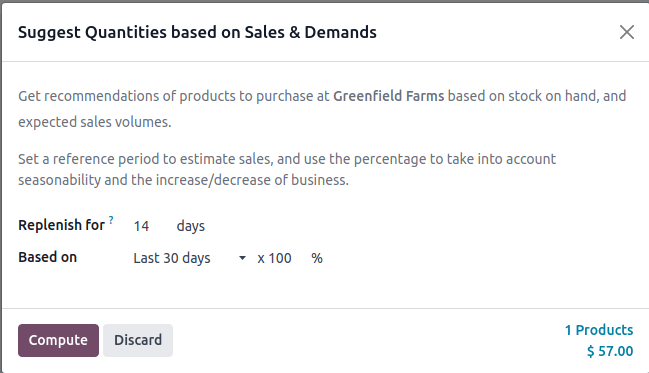 Suggest Quantities based on Sales & Demands
Get recommendations of products to purchase at Greenfield Farms based on stock on hand, and
expected sales volumes.
Set a reference period to estimate sales, and use the percentage to take into account
seasonability and the increase/decrease of business.
Replenish for ? 14 days
Based on Last 30 days x 100 %
Compute Discard 1 Products
$ 57.00